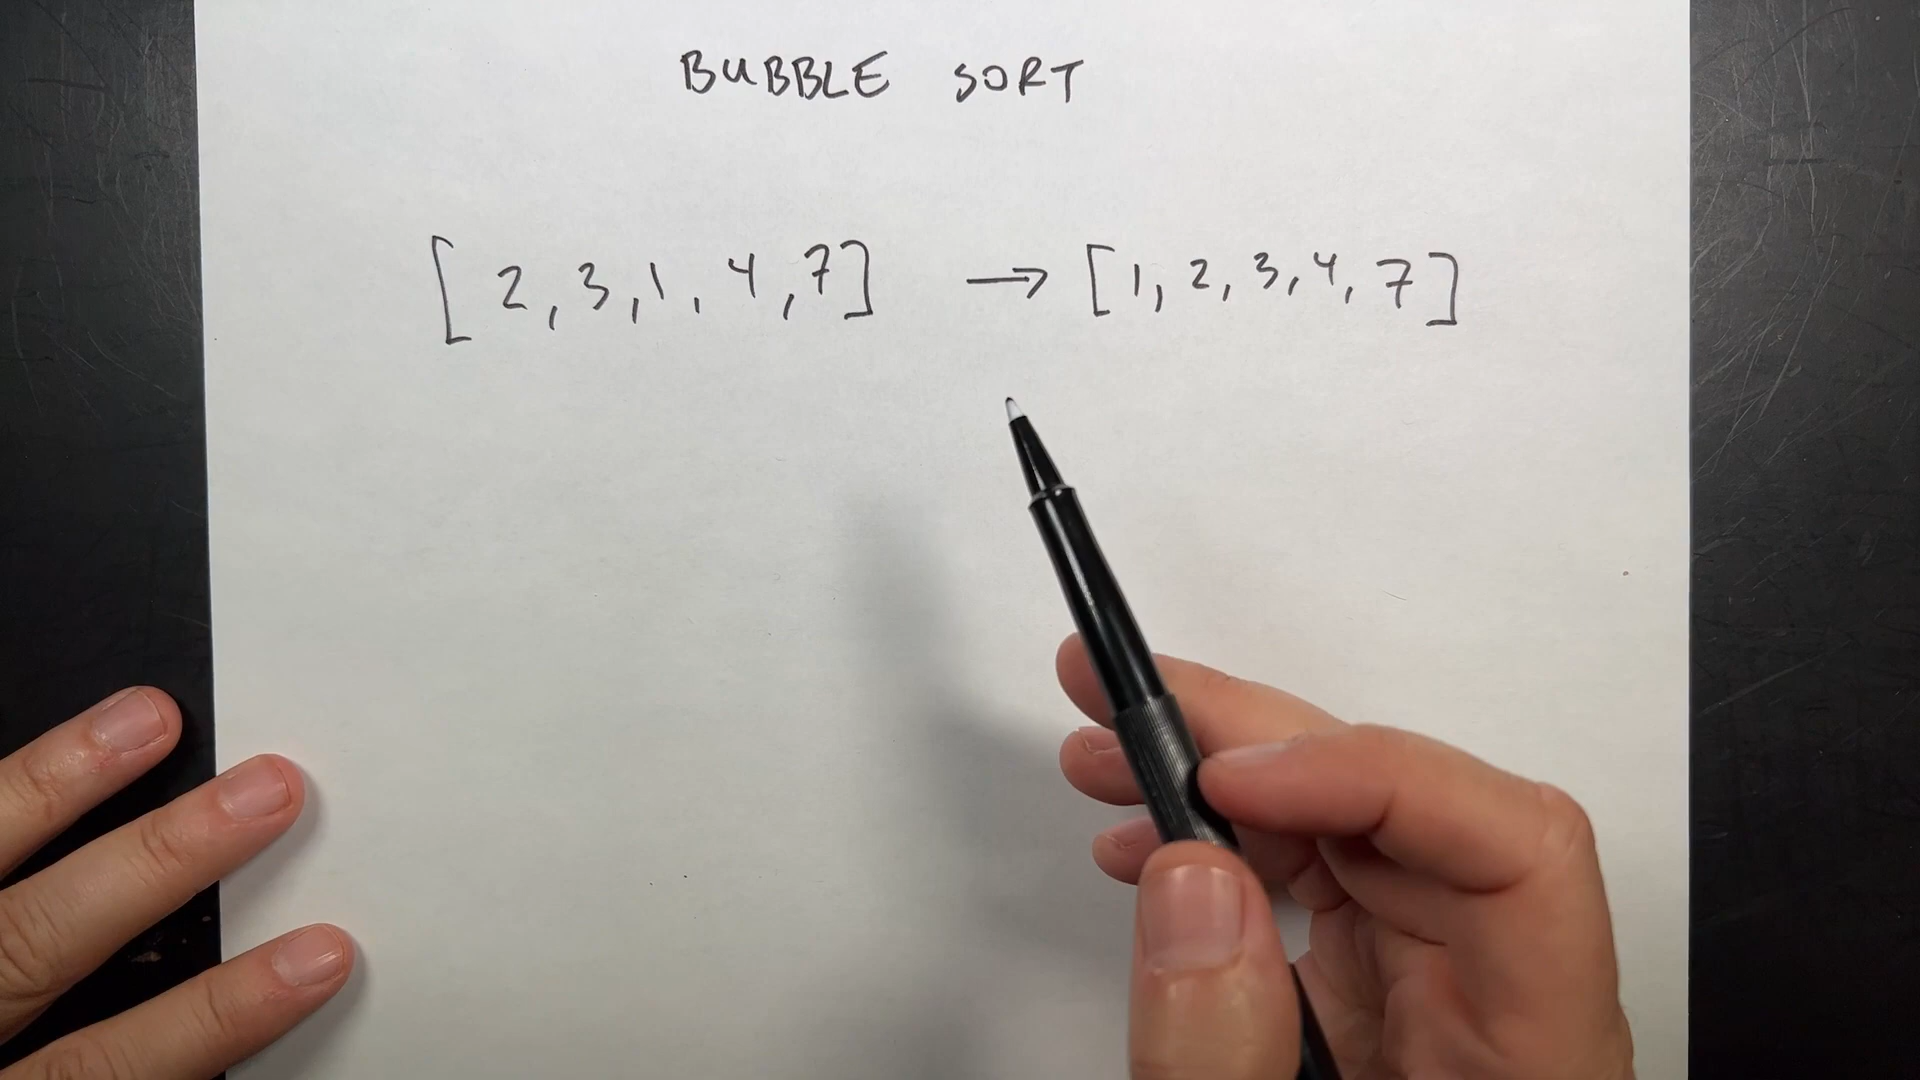 BUBBLE SORT
[2, 3, 1, 4, 7] → [1, 2, 3, 4, 7]